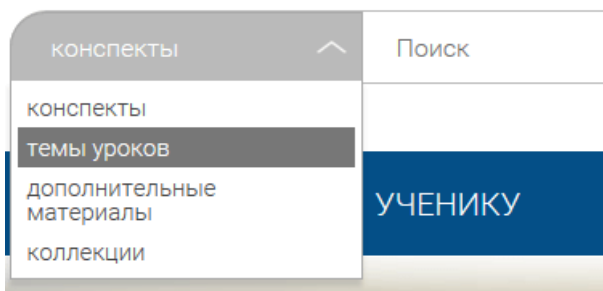 конспекты
Поиск
конспекты
темы уроков
дополнительные
материалы
УЧЕНИКУ
коллекции